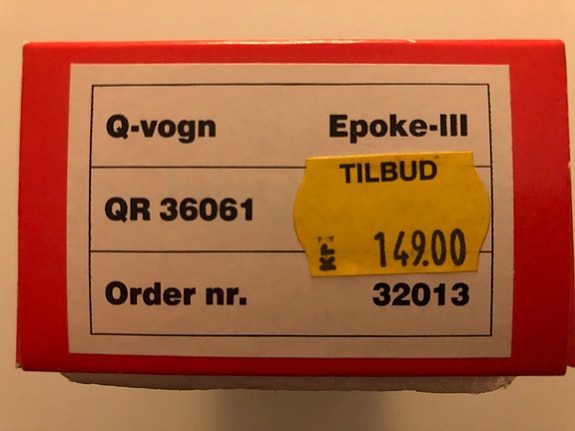 Q-vogn Epoke-III
TILBUD
QR 36061
KR 149.00
Order nr. 32013